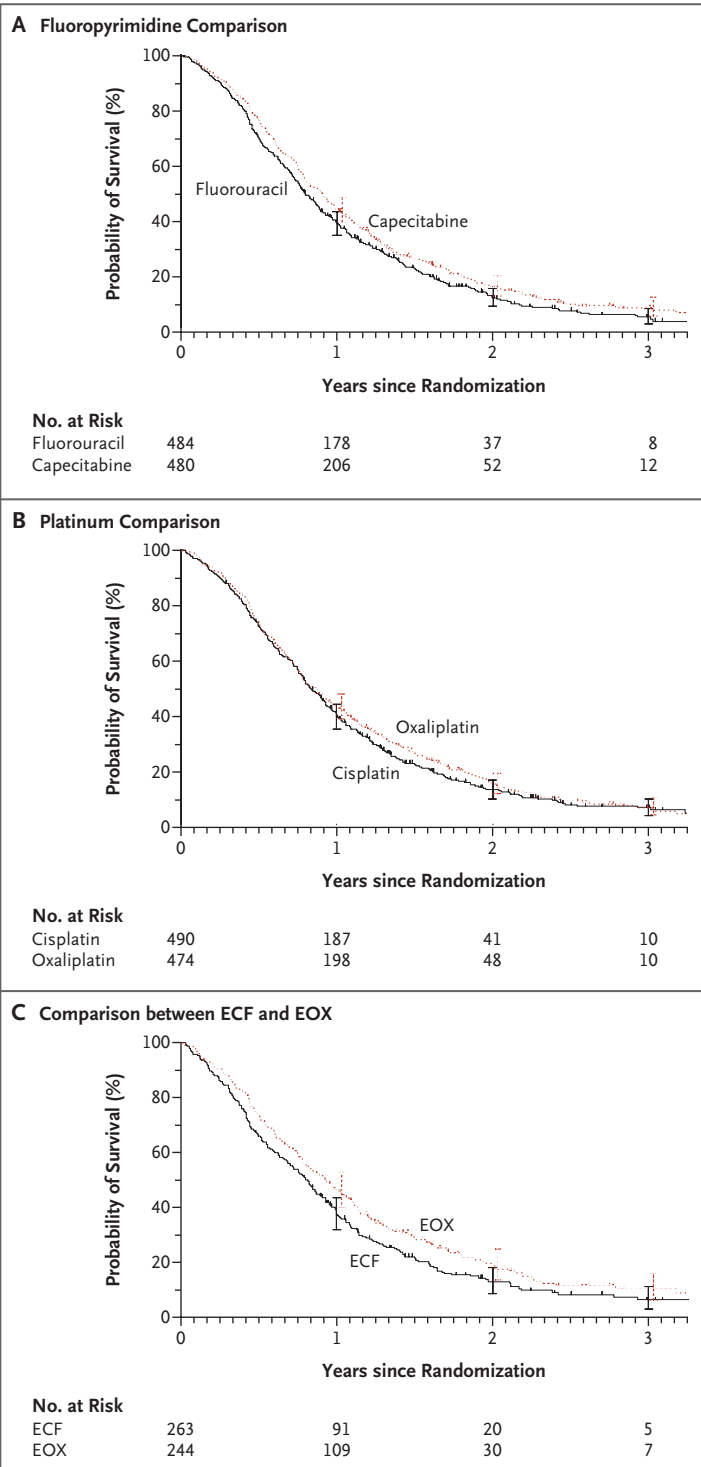 A Fluoropyrimidine Comparison
100
80
60
40
20
0
Probability of Survival (%)
Fluorouracil
Capecitabine
0 1 2 3
Years since Randomization
No. at Risk
Fluorouracil 484 178 37 8
Capecitabine 480 206 52 12
B Platinum Comparison
100
80
60
40
20
0
Probability of Survival (%)
Oxaliplatin
Cisplatin
0 1 2 3
Years since Randomization
No. at Risk
Cisplatin 490 187 41 10
Oxaliplatin 474 198 48 10
C Comparison between ECF and EOX
100
80
60
40
20
0
Probability of Survival (%)
EOX
ECF
0 1 2 3
Years since Randomization
No. at Risk
ECF 263 91 20 5
EOX 244 109 30 7